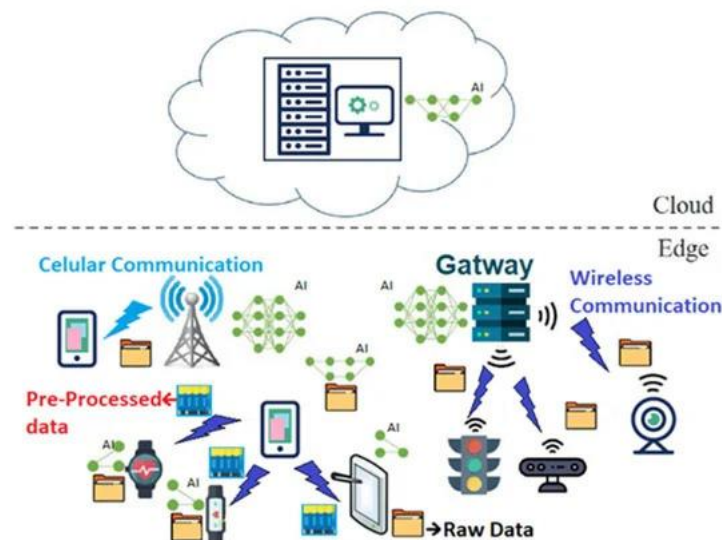 AI
Cloud
Edge
Celular Communication
Gatway
AI
AI
Wireless
Communication
AI
Pre-Processed
data
AI
AI
AI
Raw Data